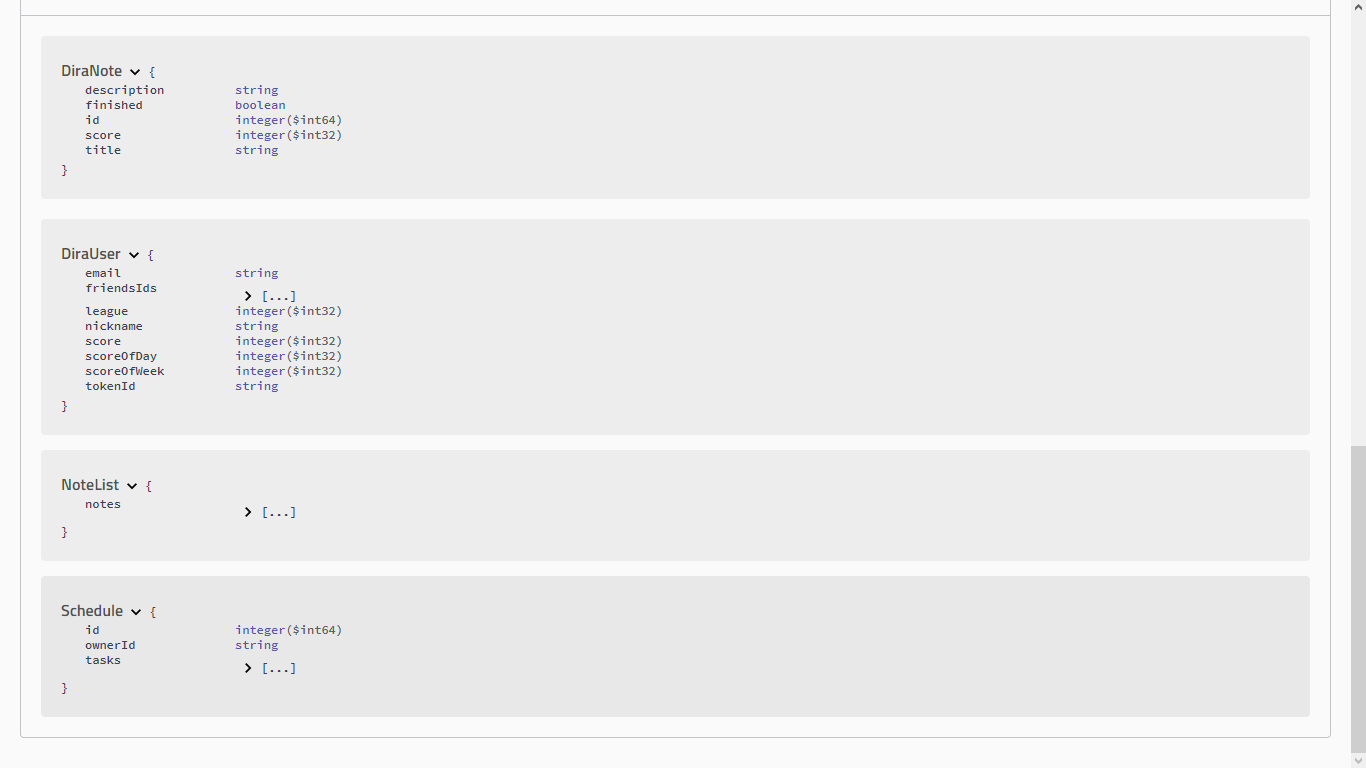 DiraNote {
description string
finished boolean
id integer($int64)
score integer($int32)
title string
}
DiraUser {
email string
friendsIds
[...]
league integer($int32)
nickname string
score integer($int32)
scoreOfDay integer($int32)
scoreOfWeek integer($int32)
tokenId string
}
NoteList {
notes
[...]
}
Schedule {
id integer($int64)
ownerId string
tasks
[...]
}